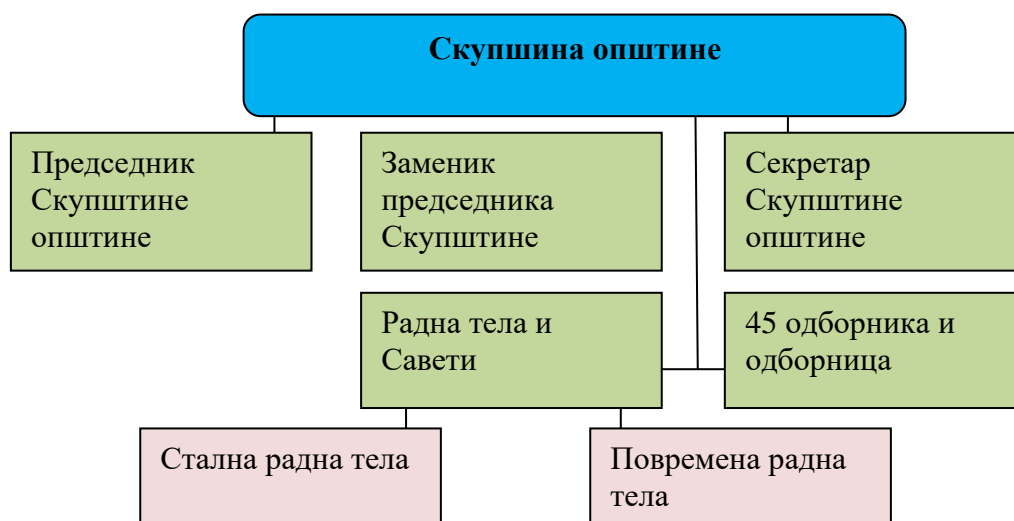 Скупшина општине
Председник
Скупштине
општине
Заменик
председника
Скупштине
Секретар
Скупштине
општине
Радна тела и
Савети
45 одборника и
одборница
Стална радна тела
Повремена радна
тела